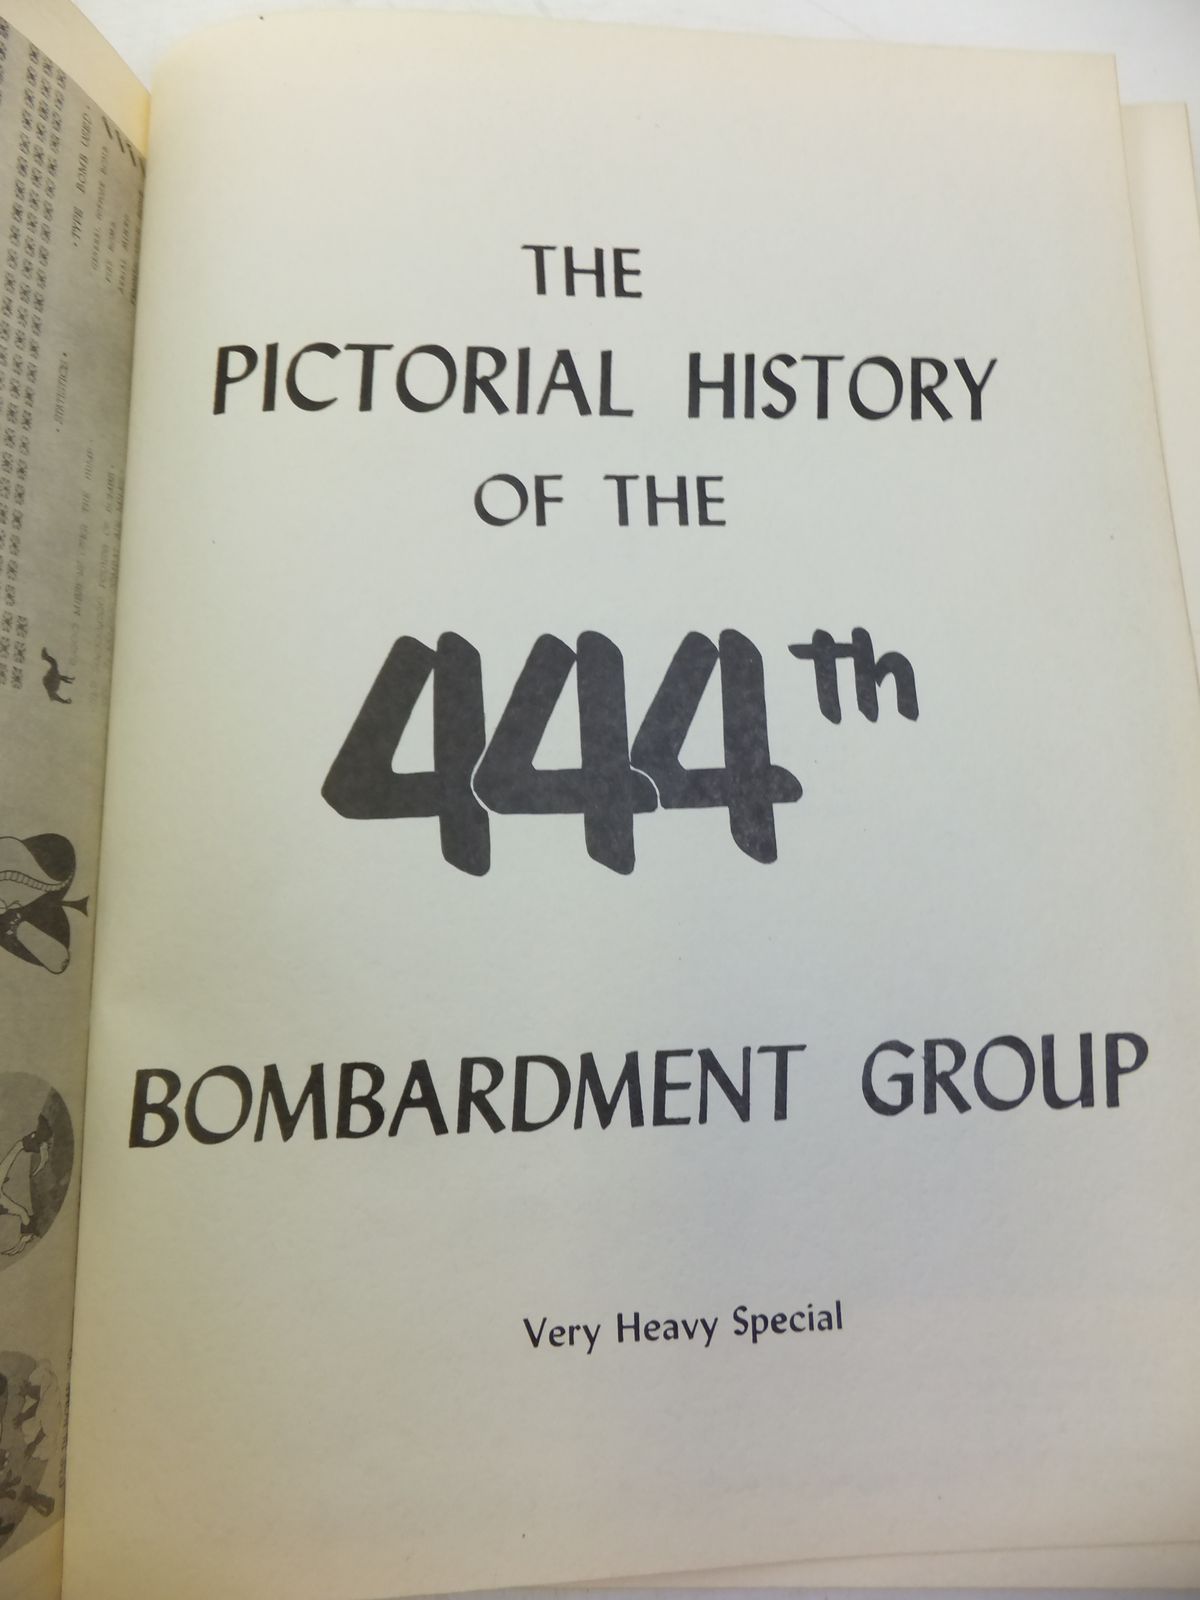 THE
PICTORIAL HISTORY
OF THE
444th
BOMBARDMENT GROUP
Very Heavy Special